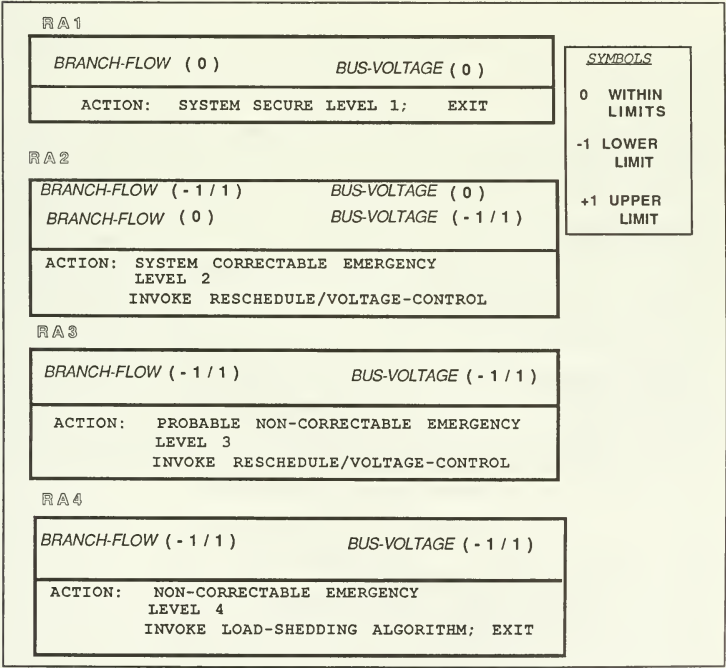 RA1
BRANCH-FLOW ( 0 ) BUS-VOLTAGE ( 0 )
ACTION: SYSTEM SECURE LEVEL 1; EXIT
SYMBOLS
0 WITHIN
LIMITS
-1 LOWER
LIMIT
+1 UPPER
LIMIT
RA2
BRANCH-FLOW ( - 1 / 1 ) BUS-VOLTAGE ( 0 )
BRANCH-FLOW ( 0 ) BUS-VOLTAGE ( - 1 / 1 )
ACTION: SYSTEM CORRECTABLE EMERGENCY
LEVEL 2
INVOKE RESCHEDULE/VOLTAGE-CONTROL
RA3
BRANCH-FLOW ( - 1 / 1 ) BUS-VOLTAGE ( - 1 / 1 )
ACTION: PROBABLE NON-CORRECTABLE EMERGENCY
LEVEL 3
INVOKE RESCHEDULE/VOLTAGE-CONTROL
RA4
BRANCH-FLOW ( - 1 / 1 ) BUS-VOLTAGE ( - 1 / 1 )
ACTION: NON-CORRECTABLE EMERGENCY
LEVEL 4
INVOKE LOAD-SHEDDING ALGORITHM; EXIT